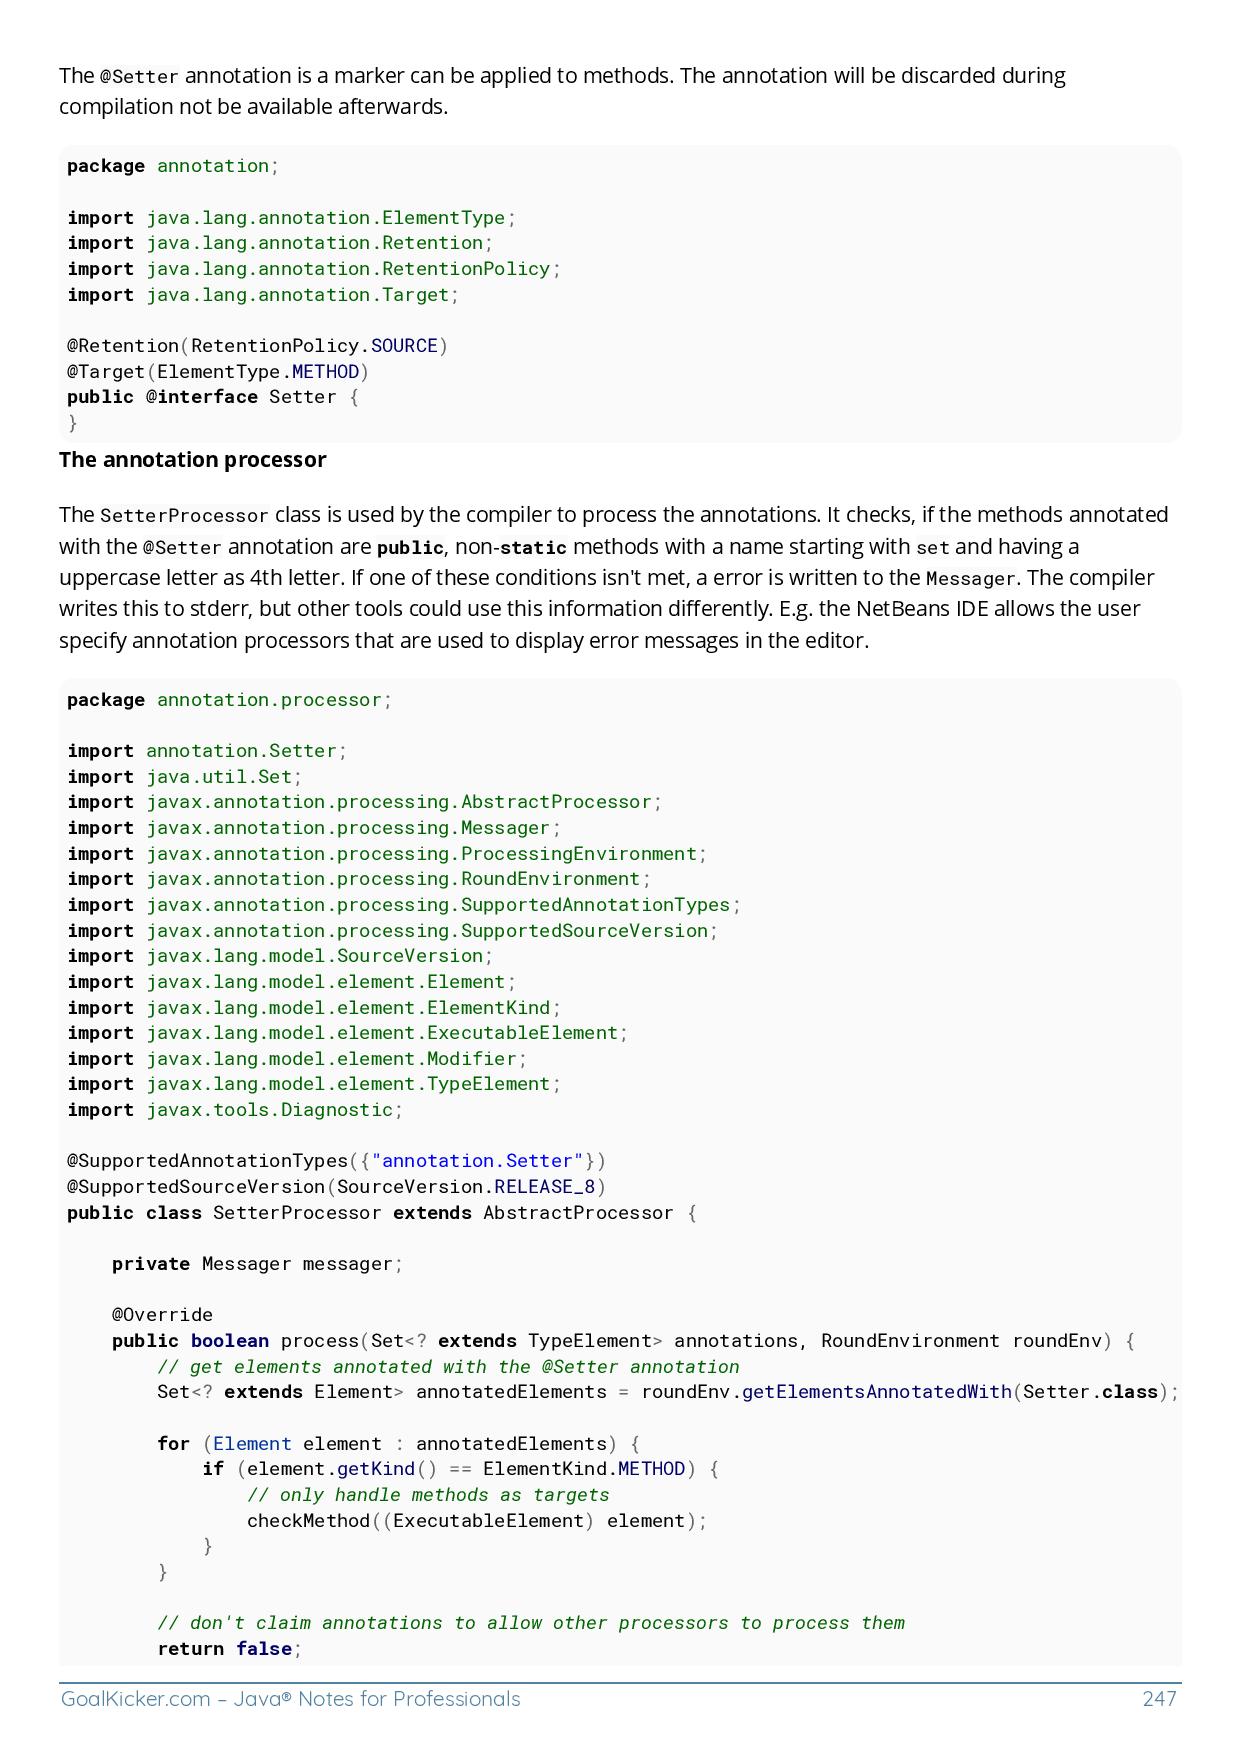 The @Setter annotation is a marker can be applied to methods. The annotation will be discarded during
compilation not be available afterwards.
package annotation;
import java.lang.annotation.ElementType;
import java.lang.annotation.Retention;
import java.lang.annotation.RetentionPolicy;
import java.lang.annotation.Target;
@Retention(RetentionPolicy.SOURCE)
@Target(ElementType.METHOD)
public @interface Setter {
}
The annotation processor
The SetterProcessor class is used by the compiler to process the annotations. It checks, if the methods annotated
with the @Setter annotation are public, non-static methods with a name starting with set and having a
uppercase letter as 4th letter. If one of these conditions isn't met, a error is written to the Messager. The compiler
writes this to stderr, but other tools could use this information differently. E.g. the NetBeans IDE allows the user
specify annotation processors that are used to display error messages in the editor.
package annotation.processor;
import annotation.Setter;
import java.util.Set;
import javax.annotation.processing.AbstractProcessor;
import javax.annotation.processing.Messager;
import javax.annotation.processing.ProcessingEnvironment;
import javax.annotation.processing.RoundEnvironment;
import javax.annotation.processing.SupportedAnnotationTypes;
import javax.annotation.processing.SupportedSourceVersion;
import javax.lang.model.SourceVersion;
import javax.lang.model.element.Element;
import javax.lang.model.element.ElementKind;
import javax.lang.model.element.ExecutableElement;
import javax.lang.model.element.Modifier;
import javax.lang.model.element.TypeElement;
import javax.tools.Diagnostic;
@SupportedAnnotationTypes({"annotation.Setter"})
@SupportedSourceVersion(SourceVersion.RELEASE_8)
public class SetterProcessor extends AbstractProcessor {
    private Messager messager;
    @Override
    public boolean process(Set<? extends TypeElement> annotations, RoundEnvironment roundEnv) {
        // get elements annotated with the @Setter annotation
        Set<? extends Element> annotatedElements = roundEnv.getElementsAnnotatedWith(Setter.class);
        for (Element element : annotatedElements) {
            if (element.getKind() == ElementKind.METHOD) {
                // only handle methods as targets
                checkMethod((ExecutableElement) element);
            }
        }
        // don't claim annotations to allow other processors to process them
        return false;
GoalKicker.com – Java® Notes for Professionals 247